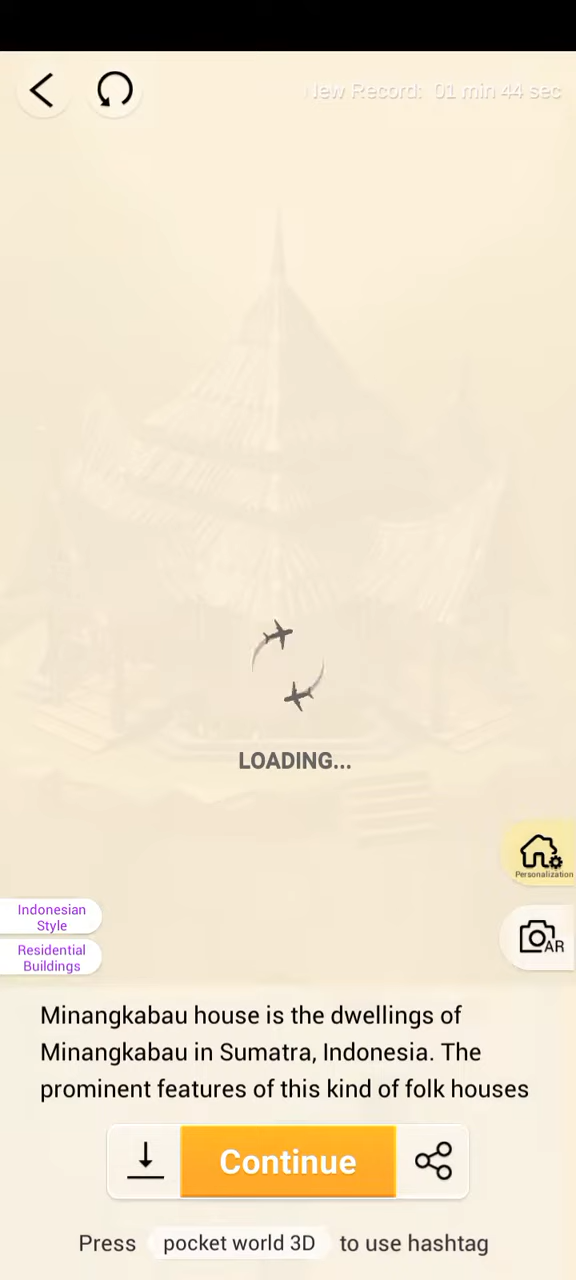 New Record: 01 min 44 sec
LOADING...
Personalization
AR
Indonesian
Style
Residential
Buildings
Minangkabau house is the dwellings of
Minangkabau in Sumatra, Indonesia. The
prominent features of this kind of folk houses
Continue
Press pocket world 3D to use hashtag